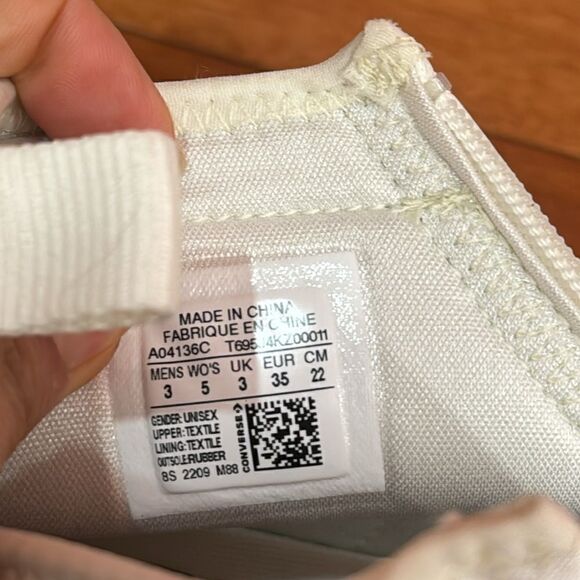 MADE IN CHINA
FABRIQUE EN CHINE
A04136C
MENS WO'S UK EUR CM
3 5 3 35 22
GENDER:UNISEX
UPPER:TEXTILE
LINING:TEXTILE
OUTSOLE:RUBBER
BS 2209 M88
CONVERSE